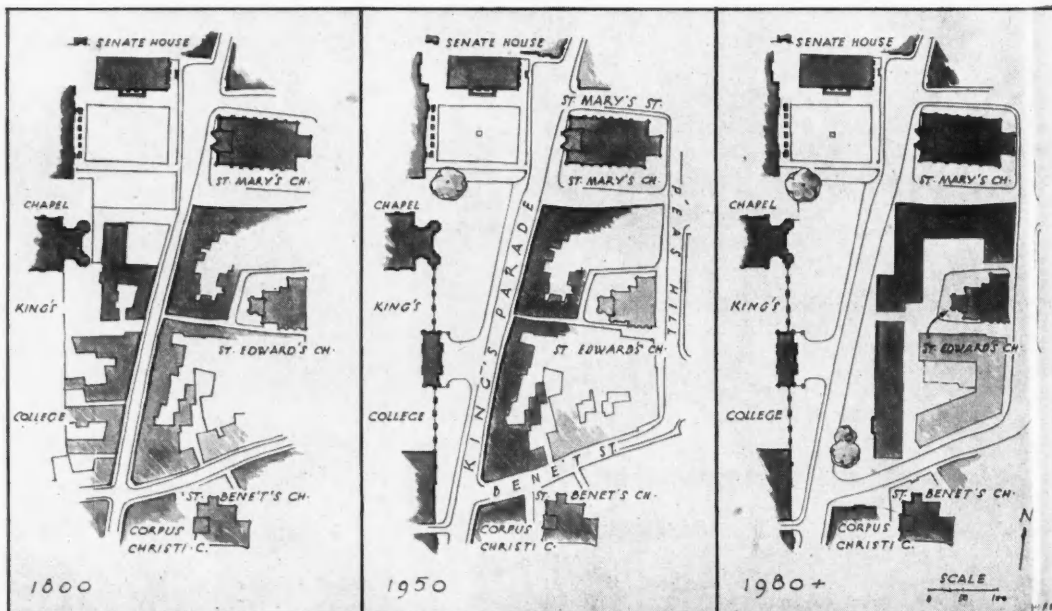 SENATE HOUSE
ST. MARY'S CH.
CHAPEL
KING'S
ST. EDWARD'S CH.
COLLEGE
ST. BENET'S CH.
CORPUS
CHRISTI C.
1800
SENATE HOUSE
ST. MARY'S ST.
ST. MARY'S CH.
PEAS HILL
CHAPEL
KING'S PARADE
KING'S
ST. EDWARD'S CH.
COLLEGE
BENET ST.
ST. BENET'S CH.
CORPUS
CHRISTI C.
1950
SENATE HOUSE
ST. MARY'S CH.
CHAPEL
KING'S
ST. EDWARD'S CH.
COLLEGE
ST. BENET'S CH.
CORPUS
CHRISTI C.
N
1980+
SCALE
0 50 100